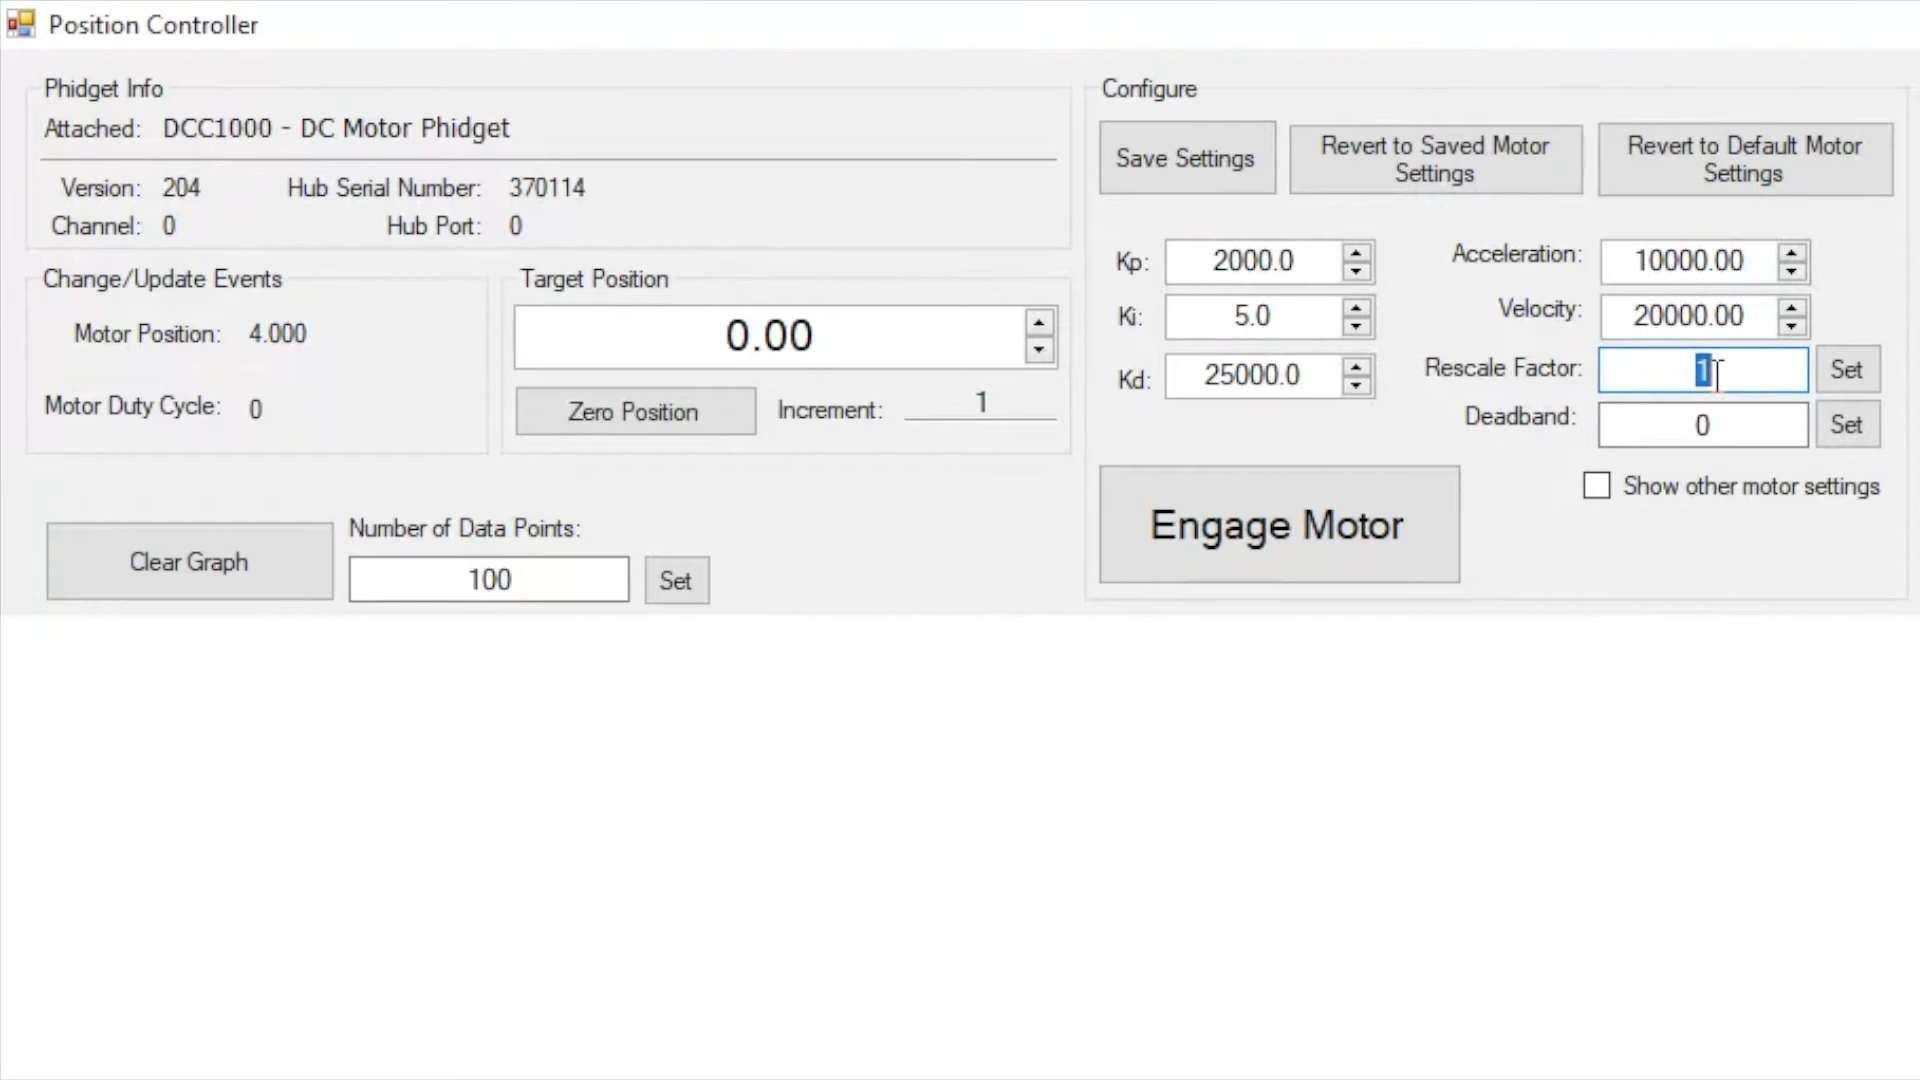 Position Controller
Phidget Info
Attached: DCC1000 - DC Motor Phidget
Version: 204 Hub Serial Number: 370114
Channel: 0 Hub Port: 0
Change/Update Events
Motor Position: 4.000
Motor Duty Cycle: 0
Target Position
0.00
Zero Position Increment: 1
Clear Graph
Number of Data Points:
100 Set
Configure
Save Settings
Revert to Saved Motor
Settings
Revert to Default Motor
Settings
Kp: 2000.0
Ki: 5.0
Kd: 25000.0
Acceleration: 10000.00
Velocity: 20000.00
Rescale Factor: 1 Set
Deadband: 0 Set
Show other motor settings
Engage Motor